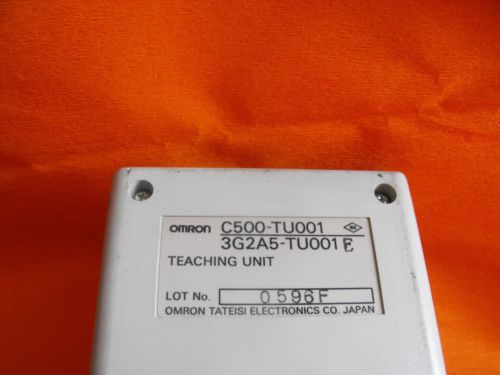 OMRON C500-TU001
3G2A5-TU001E
TEACHING UNIT
LOT No. 0596F
OMRON TATEISI ELECTRONICS CO. JAPAN